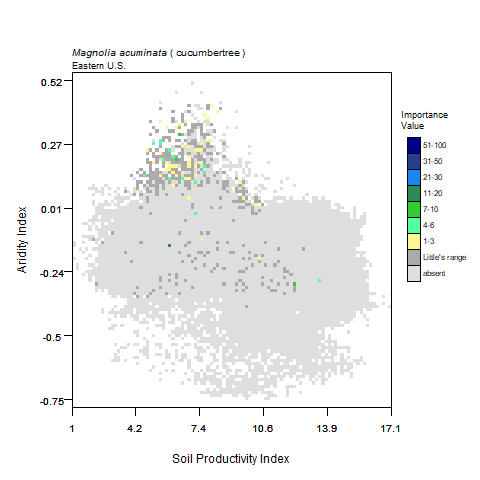 Magnolia acuminata ( cucumbertree )
Eastern U.S.
0.52
0.27
0.01
-0.24
-0.5
-0.75
Aridity Index
1 4.2 7.4 10.6 13.9 17.1
Soil Productivity Index
Importance
Value
51-100
31-50
21-30
11-20
7-10
4-6
1-3
Little's range
absent